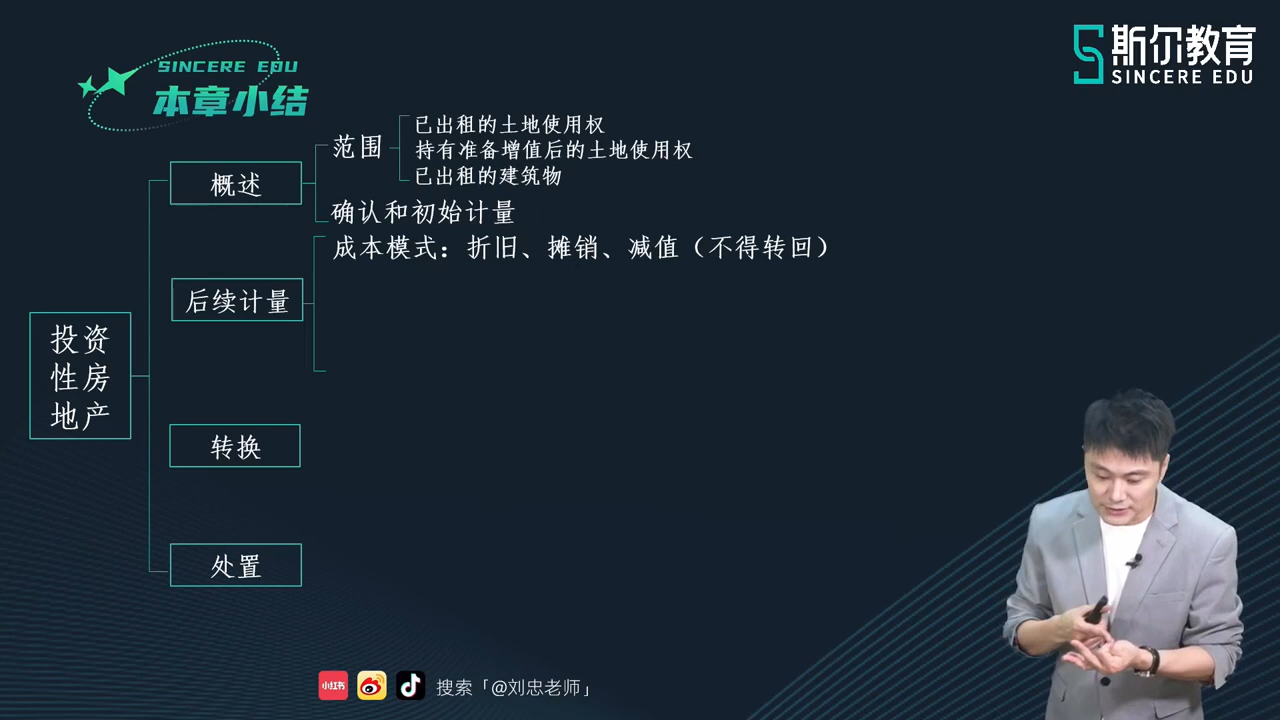 SINCERE EDU
本章小结
斯尔教育
SINCERE EDU
投资
性房
地产
概述
范围
已出租的土地使用权
持有准备增值后的土地使用权
已出租的建筑物
确认和初始计量
后续计量
成本模式：折旧、摊销、减值（不得转回）
转换
处置
小红书
搜索「@刘忠老师」